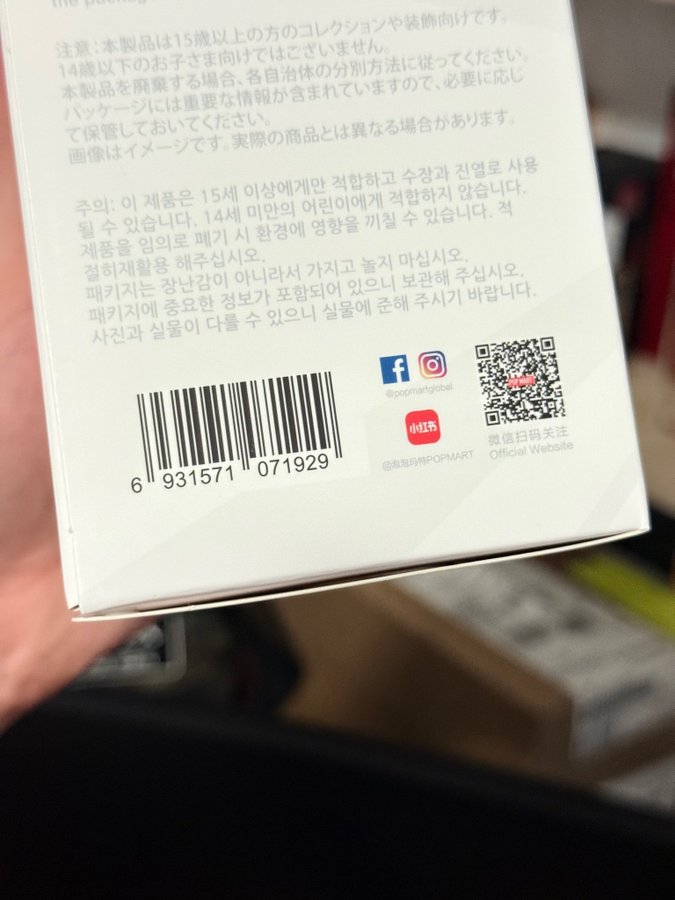 the packag
注意：本製品は15歳以上の方のコレクションや装飾向けです。
14歳以下のお子さま向けではございません。
本製品を廃棄する場合、各自治体の分別方法に従ってください。
パッケージには重要な情報が含まれていますので、必要に応じ
て保管しておいてください。
画像はイメージです。実際の商品とは異なる場合があります。
주의: 이 제품은 15세 이상에게만 적합하고 수장과 진열로 사용
될 수 있습니다. 14세 미만의 어린이에게 적합하지 않습니다.
제품을 임의로 폐기 시 환경에 영향을 끼칠 수 있습니다. 적
절히재활용 해주십시오.
패키지는 장난감이 아니라서 가지고 놀지 마십시오.
패키지에 중요한 정보가 포함되어 있으니 보관해 주십시오.
사진과 실물이 다를 수 있으니 실물에 준해 주시기 바랍니다.
6 931571 071929
@popmartglobal
小红书
@泡泡玛特POPMART
POP MART
微信扫码关注
Official Website